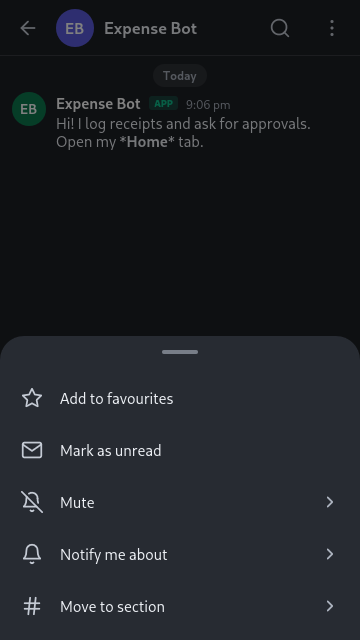 EB Expense Bot
Today
EB
Expense Bot APP 9:06 pm
Hi! I log receipts and ask for approvals.
Open my *Home* tab.
Add to favourites
Mark as unread
Mute
Notify me about
Move to section